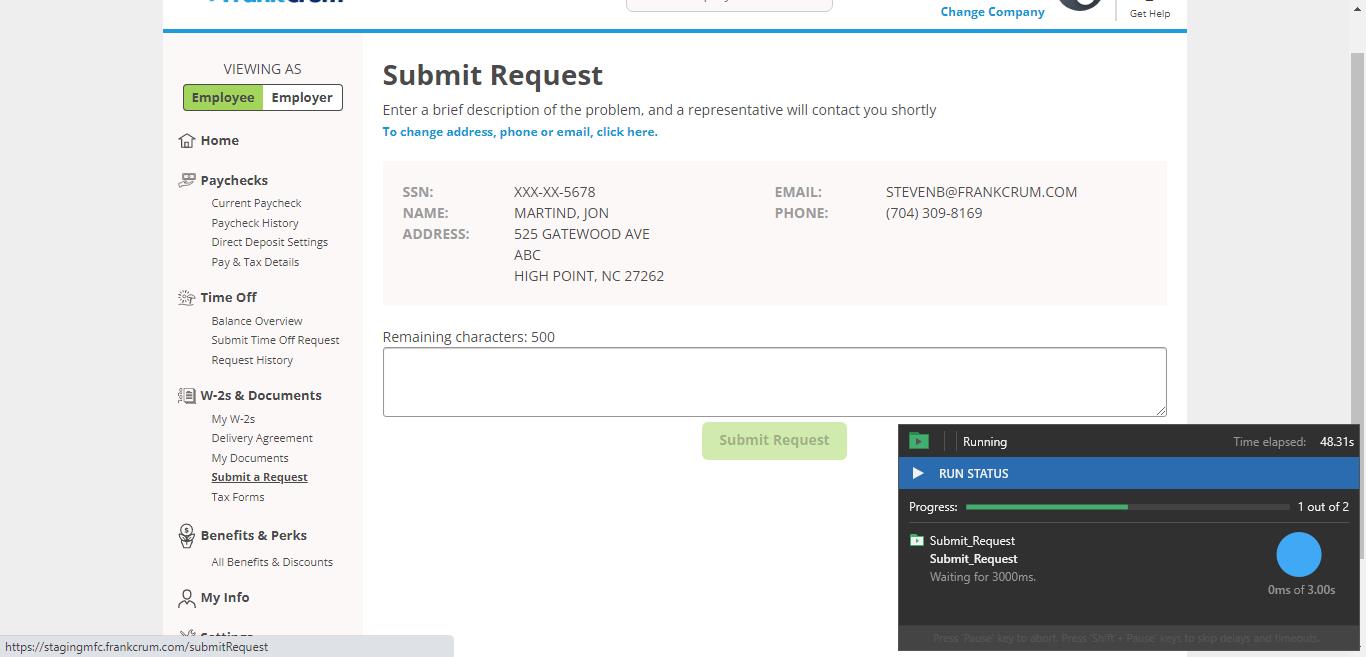 Change Company
Get Help
VIEWING AS
Employee Employer
Home
Paychecks
Current Paycheck
Paycheck History
Direct Deposit Settings
Pay & Tax Details
Time Off
Balance Overview
Submit Time Off Request
Request History
W-2s & Documents
My W-2s
Delivery Agreement
My Documents
Submit a Request
Tax Forms
Benefits & Perks
All Benefits & Discounts
My Info
Settings
Submit Request
Enter a brief description of the problem, and a representative will contact you shortly
To change address, phone or email, click here.
SSN: XXX-XX-5678
NAME: MARTIND, JON
ADDRESS: 525 GATEWOOD AVE
ABC
HIGH POINT, NC 27262
EMAIL: STEVENB@FRANKCRUM.COM
PHONE: (704) 309-8169
Remaining characters: 500
Submit Request
Running Time elapsed: 48.31s
RUN STATUS
Progress: 1 out of 2
Submit_Request
Submit_Request
Waiting for 3000ms.
0ms of 3.00s
Press 'Pause' key to abort. Press 'Shift + Pause' keys to skip delays and timeouts.
https://stagingmfc.frankcrum.com/submitRequest